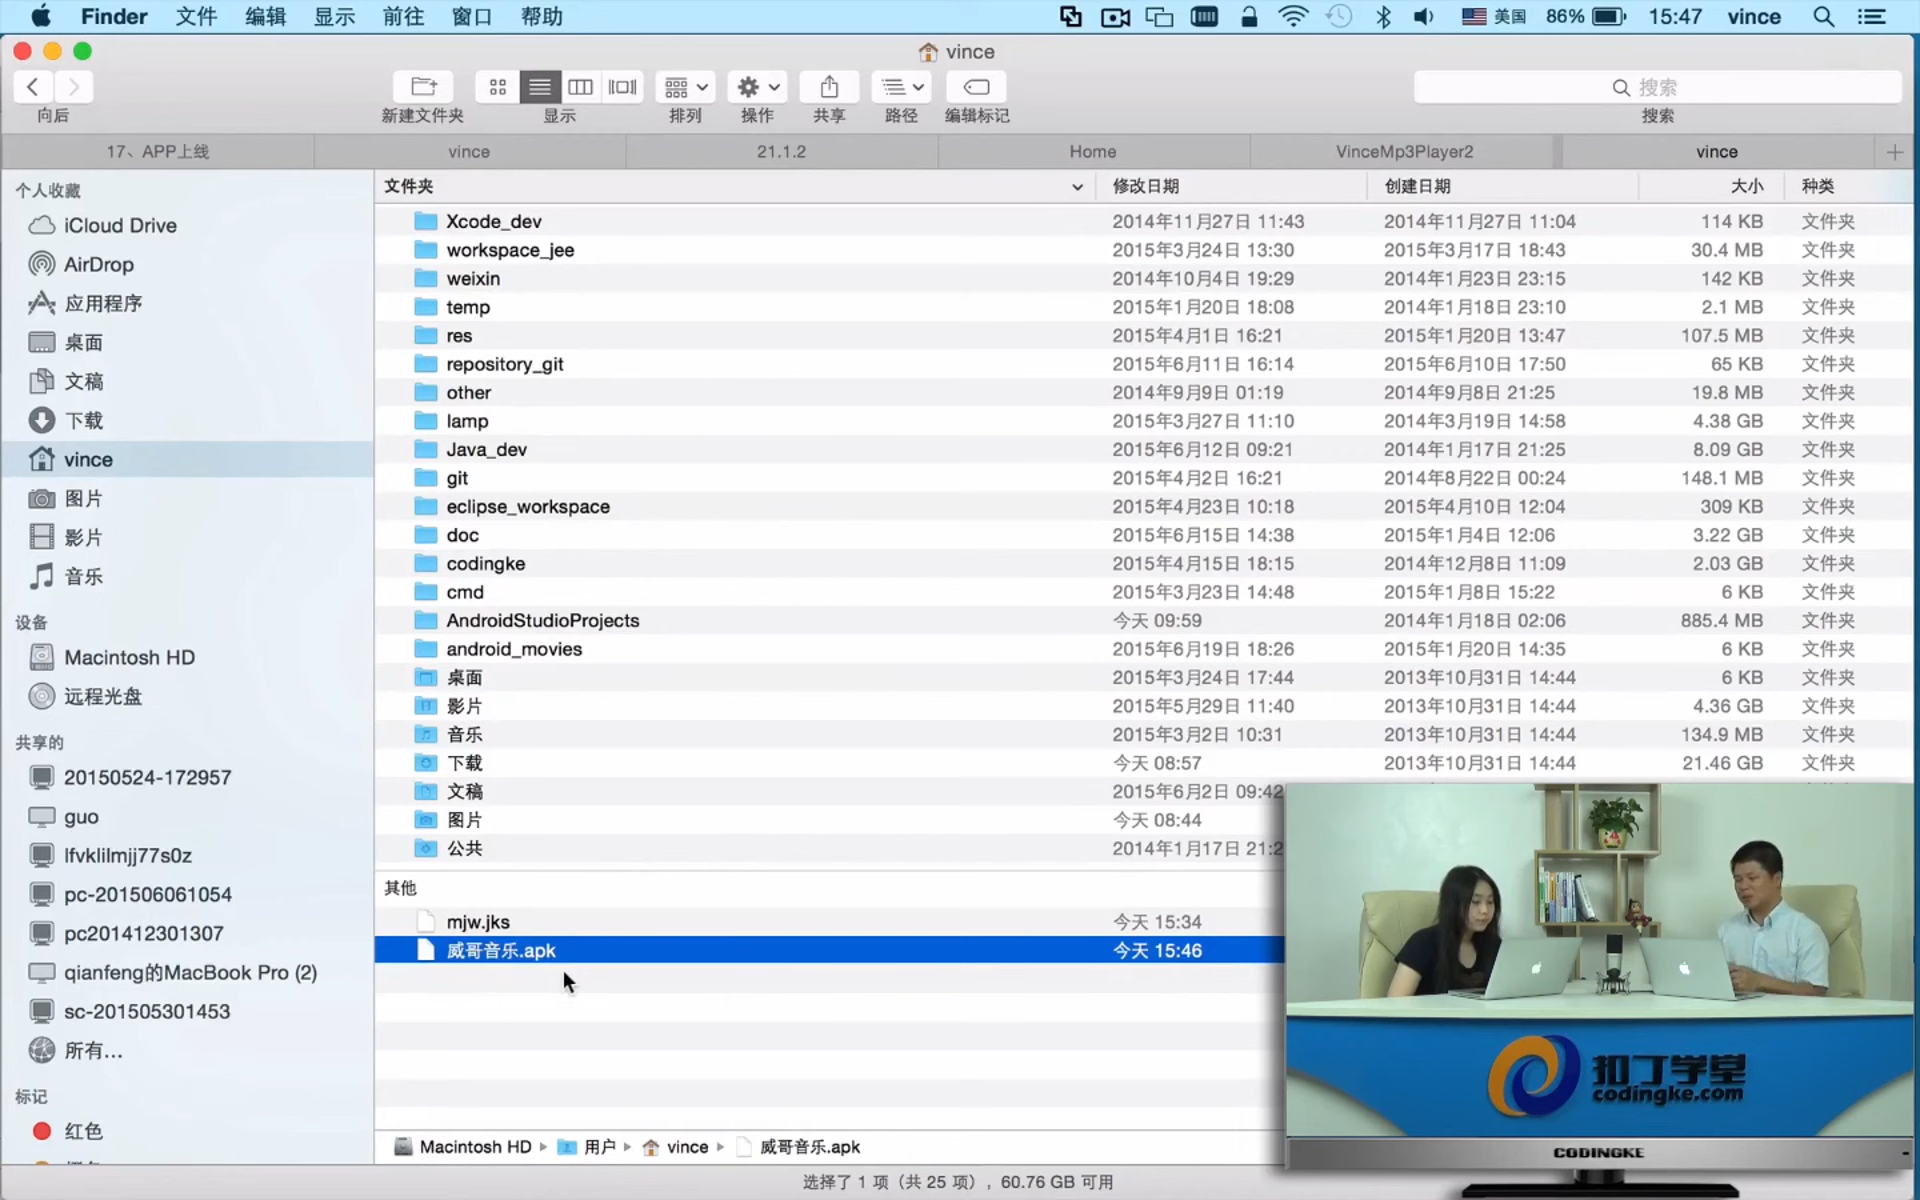 Finder 文件 编辑 显示 前往 窗口 帮助 美国 86% 15:47 vince
vince
向后 新建文件夹 显示 排列 操作 共享 路径 编辑标记 搜索
搜索
17、APP上线 vince 21.1.2 Home VinceMp3Player2 vince
个人收藏
iCloud Drive
AirDrop
应用程序
桌面
文稿
下载
vince
图片
影片
音乐
设备
Macintosh HD
远程光盘
共享的
20150524-172957
guo
lfvklilmjj77s0z
pc-201506061054
pc201412301307
qianfeng的MacBook Pro (2)
sc-201505301453
所有…
标记
红色
文件夹 修改日期 创建日期 大小 种类
Xcode_dev 2014年11月27日 11:43 2014年11月27日 11:04 114 KB 文件夹
workspace_jee 2015年3月24日 13:30 2015年3月17日 18:43 30.4 MB 文件夹
weixin 2014年10月4日 19:29 2014年1月23日 23:15 142 KB 文件夹
temp 2015年1月20日 18:08 2014年1月18日 23:10 2.1 MB 文件夹
res 2015年4月1日 16:21 2015年1月20日 13:47 107.5 MB 文件夹
repository_git 2015年6月11日 16:14 2015年6月10日 17:50 65 KB 文件夹
other 2014年9月9日 01:19 2014年9月8日 21:25 19.8 MB 文件夹
lamp 2015年3月27日 11:10 2014年3月19日 14:58 4.38 GB 文件夹
Java_dev 2015年6月12日 09:21 2014年1月17日 21:25 8.09 GB 文件夹
git 2015年4月2日 16:21 2014年8月22日 00:24 148.1 MB 文件夹
eclipse_workspace 2015年4月23日 10:18 2015年4月10日 12:04 309 KB 文件夹
doc 2015年6月15日 14:38 2015年1月4日 12:06 3.22 GB 文件夹
codingke 2015年4月15日 18:15 2014年12月8日 11:09 2.03 GB 文件夹
cmd 2015年3月23日 14:48 2015年1月8日 15:22 6 KB 文件夹
AndroidStudioProjects 今天 09:59 2014年1月18日 02:06 885.4 MB 文件夹
android_movies 2015年6月19日 18:26 2015年1月20日 14:35 6 KB 文件夹
桌面 2015年3月24日 17:44 2013年10月31日 14:44 6 KB 文件夹
影片 2015年5月29日 11:40 2013年10月31日 14:44 4.36 GB 文件夹
音乐 2015年3月2日 10:31 2013年10月31日 14:44 134.9 MB 文件夹
下载 今天 08:57 2013年10月31日 14:44 21.46 GB 文件夹
文稿 2015年6月2日 09:42
图片 今天 08:44
公共 2014年1月17日 21:2
其他
mjw.jks 今天 15:34
威哥音乐.apk 今天 15:46
Macintosh HD 用户 vince 威哥音乐.apk
选择了 1 项（共 25 项），60.76 GB 可用
扣丁学堂
codingke.com
CODINGKE